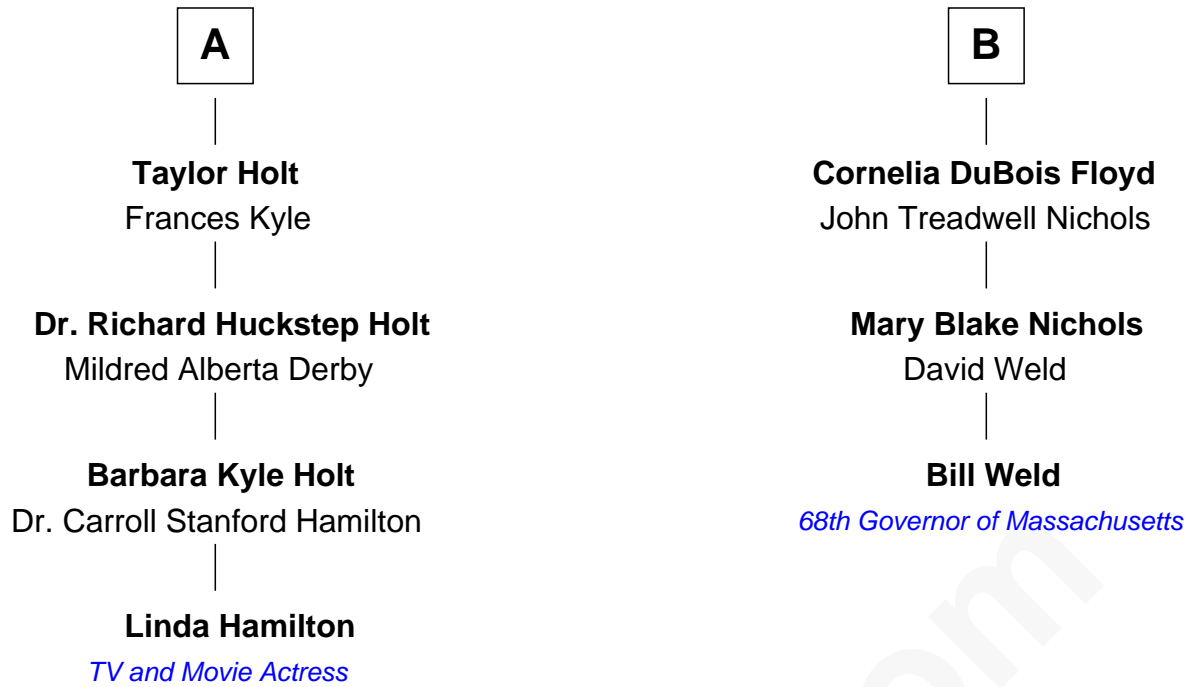 A
Taylor Holt
Frances Kyle
Dr. Richard Huckstep Holt
Mildred Alberta Derby
Barbara Kyle Holt
Dr. Carroll Stanford Hamilton
Linda Hamilton
TV and Movie Actress
B
Cornelia DuBois Floyd
John Treadwell Nichols
Mary Blake Nichols
David Weld
Bill Weld
68th Governor of Massachusetts
om